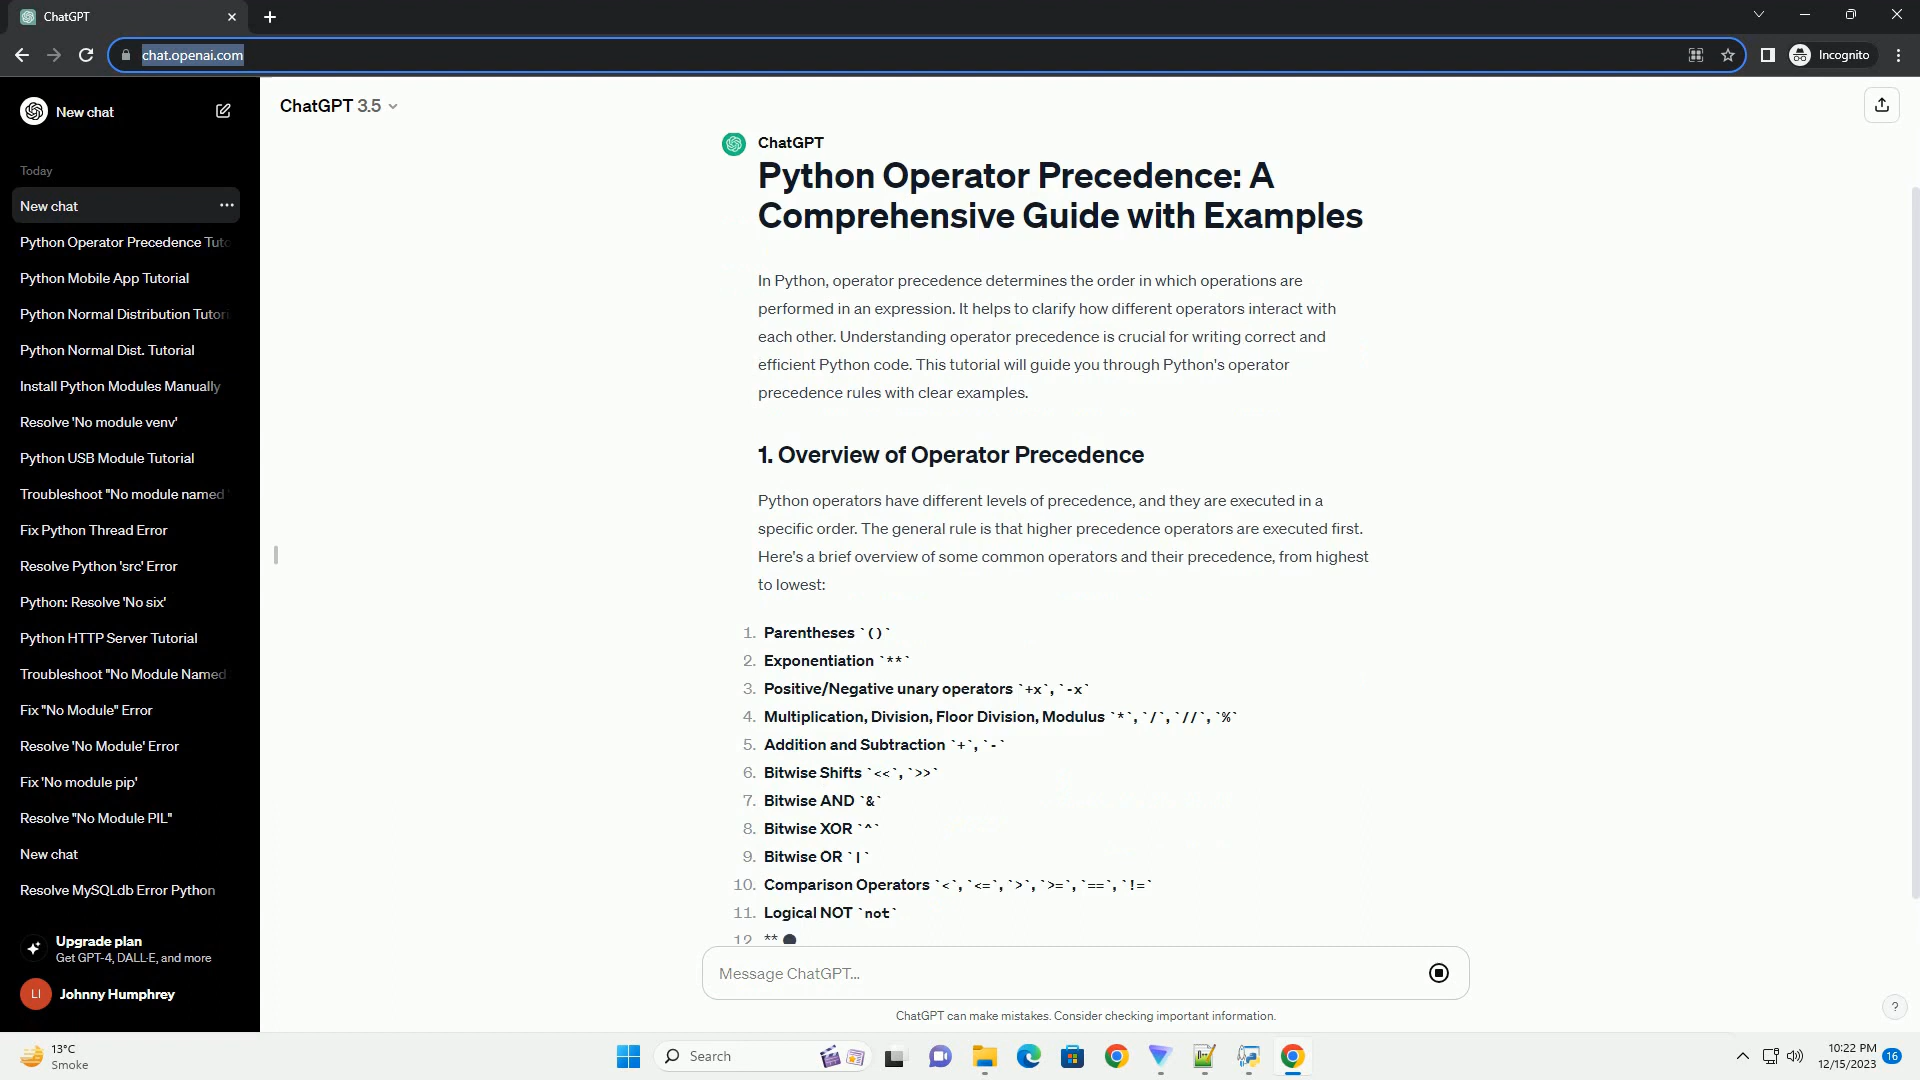 ChatGPT
chat.openai.com
Incognito
New chat
Today
New chat
Python Operator Precedence Tuto
Python Mobile App Tutorial
Python Normal Distribution Tutori
Python Normal Dist. Tutorial
Install Python Modules Manually
Resolve 'No module venv'
Python USB Module Tutorial
Troubleshoot "No module named '
Fix Python Thread Error
Resolve Python 'src' Error
Python: Resolve 'No six'
Python HTTP Server Tutorial
Troubleshoot "No Module Named
Fix "No Module" Error
Resolve 'No Module' Error
Fix 'No module pip'
Resolve "No Module PIL"
New chat
Resolve MySQLdb Error Python
Upgrade plan
Get GPT-4, DALL·E, and more
LI
Johnny Humphrey
ChatGPT 3.5
ChatGPT
Python Operator Precedence: A
Comprehensive Guide with Examples
In Python, operator precedence determines the order in which operations are
performed in an expression. It helps to clarify how different operators interact with
each other. Understanding operator precedence is crucial for writing correct and
efficient Python code. This tutorial will guide you through Python's operator
precedence rules with clear examples.
1. Overview of Operator Precedence
Python operators have different levels of precedence, and they are executed in a
specific order. The general rule is that higher precedence operators are executed first.
Here's a brief overview of some common operators and their precedence, from highest
to lowest:
1. Parentheses `()`
2. Exponentiation `**`
3. Positive/Negative unary operators `+x`, `-x`
4. Multiplication, Division, Floor Division, Modulus `*`, `/`, `//`, `%`
5. Addition and Subtraction `+`, `-`
6. Bitwise Shifts `<<`, `>>`
7. Bitwise AND `&`
8. Bitwise XOR `^`
9. Bitwise OR `|`
10. Comparison Operators `<`, `<=`, `>`, `>=`, `==`, `!=`
11. Logical NOT `not`
12. **
Message ChatGPT...
ChatGPT can make mistakes. Consider checking important information.
?
13°C
Smoke
Search
10:22 PM
12/15/2023
16